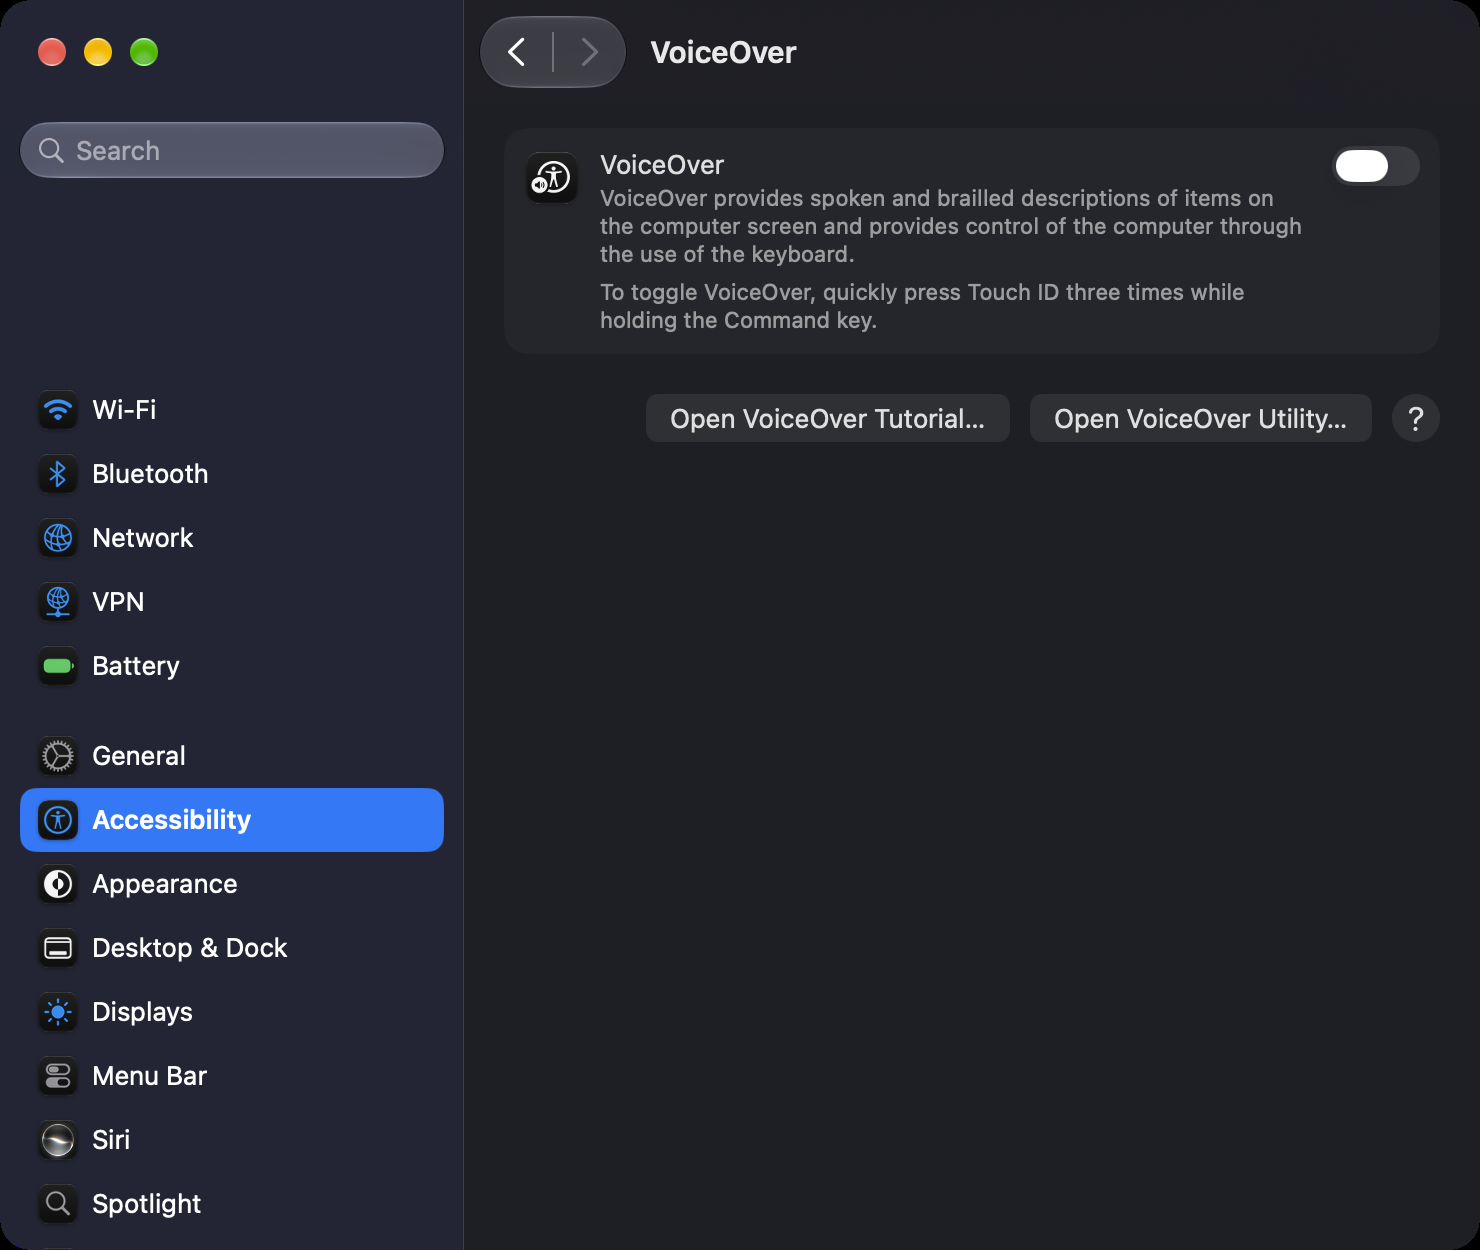 Search
Wi-Fi
Bluetooth
Network
VPN
Battery
General
Accessibility
Appearance
Desktop & Dock
Displays
Menu Bar
Siri
Spotlight
VoiceOver
VoiceOver
VoiceOver provides spoken and brailled descriptions of items on
the computer screen and provides control of the computer through
the use of the keyboard.
To toggle VoiceOver, quickly press Touch ID three times while
holding the Command key.
Open VoiceOver Tutorial...
Open VoiceOver Utility...
?